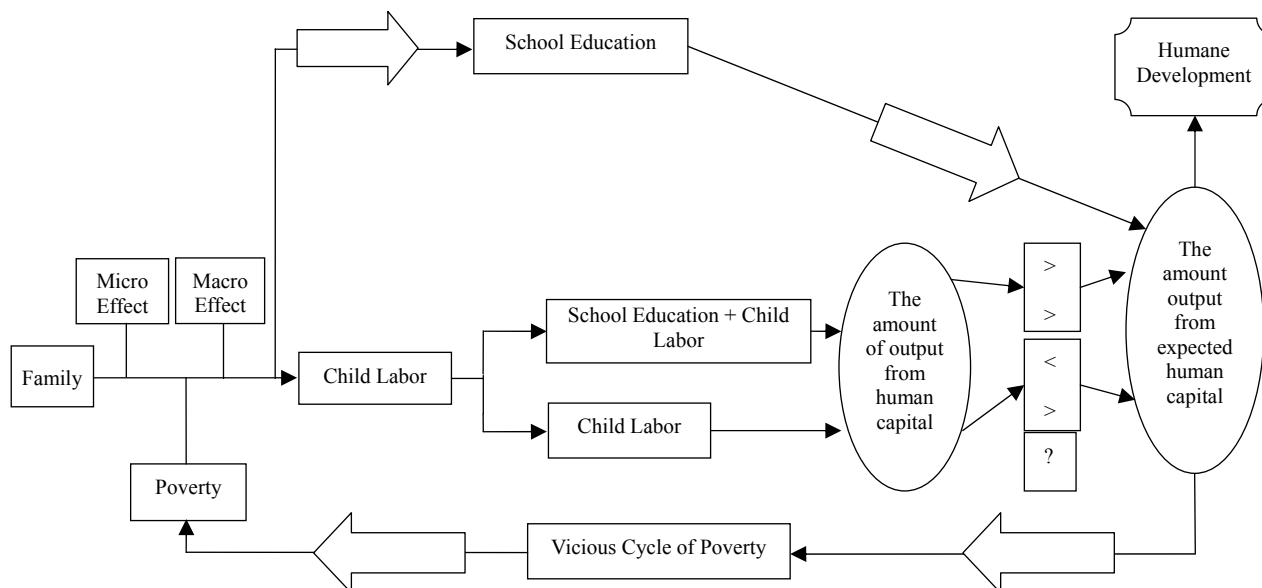 School Education
Humane
Development
Micro
Effect
Macro
Effect
Family
Child Labor
School Education + Child
Labor
Child Labor
The
amount
of output
from
human
capital
>
>
<
>
?
The
amount
output
from
expected
human
capital
Poverty
Vicious Cycle of Poverty